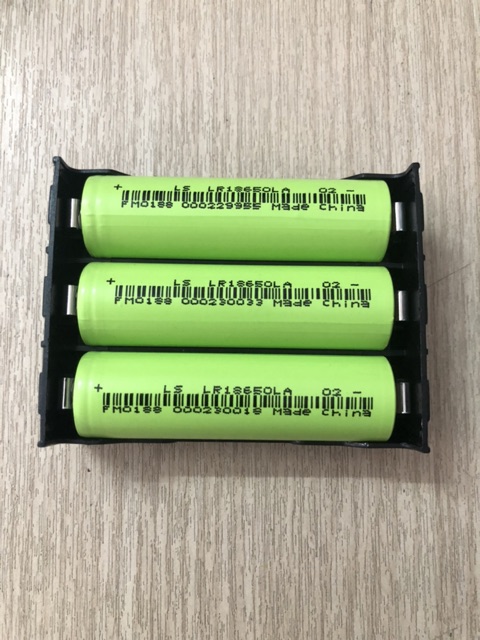 + LS LR18650LA 02 -
FM0188 000229955 Made China
+ LS LR18650LA 02 -
FM0188 000230033 Made China
+ LS LR18650LA 02 -
FM0188 000230018 Made China